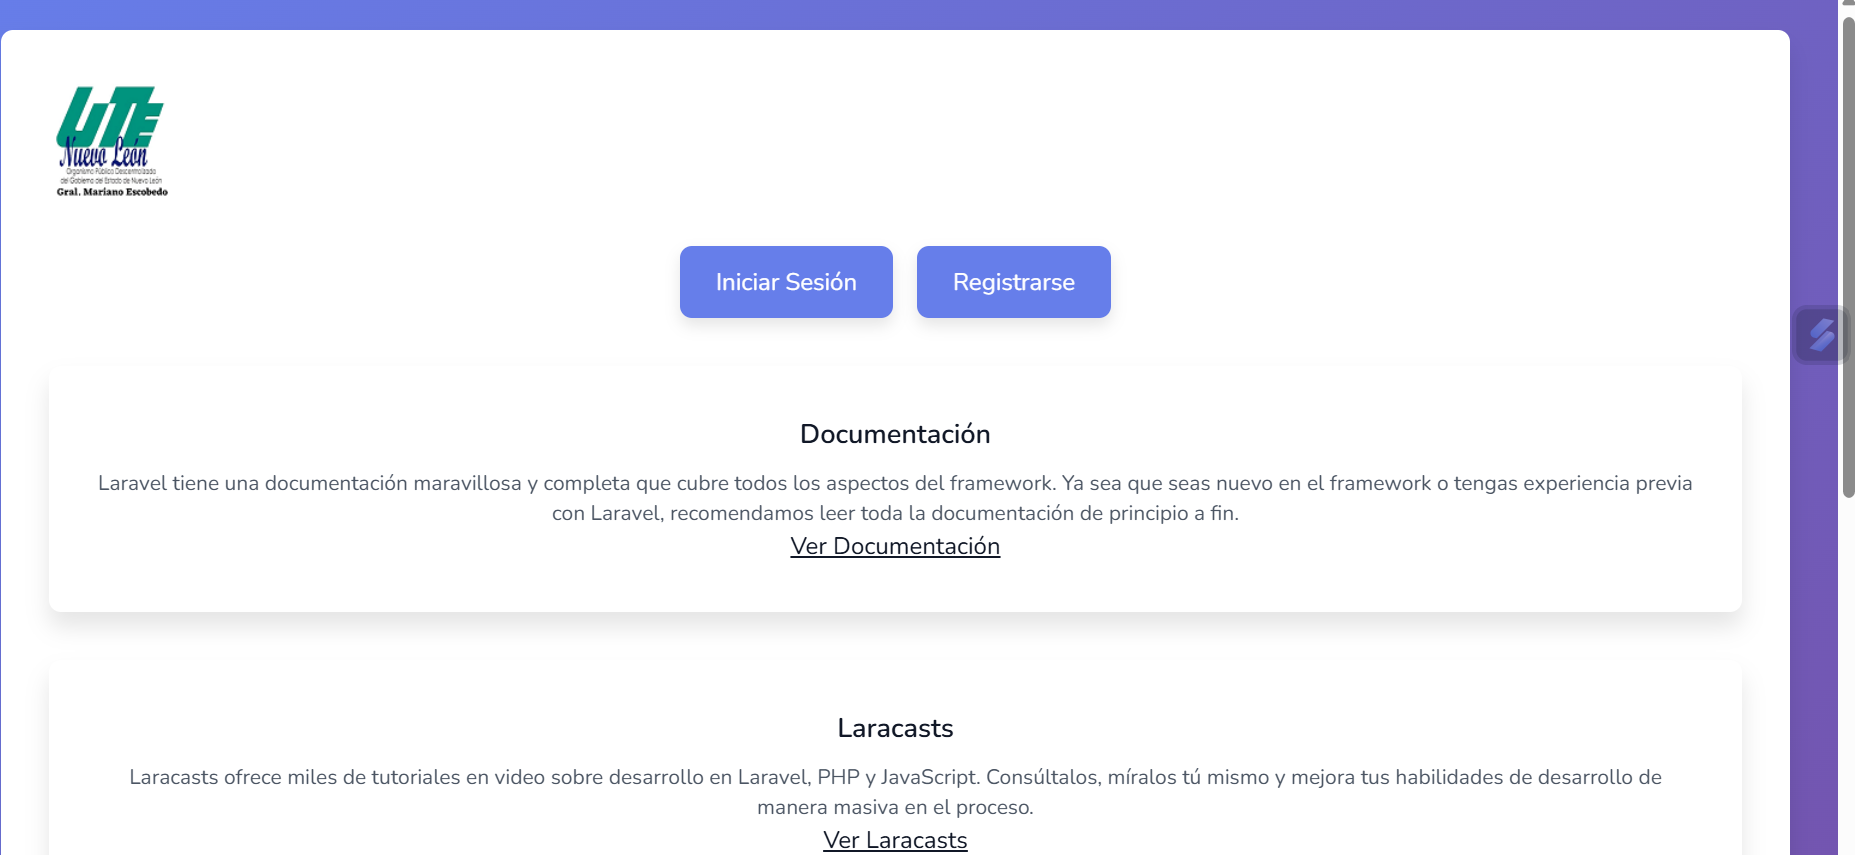 UTE
Nuevo León
Organismo Público Descentralizado
del Gobierno del Estado de Nuevo León
Gral. Mariano Escobedo
Iniciar Sesión
Registrarse
Documentación
Laravel tiene una documentación maravillosa y completa que cubre todos los aspectos del framework. Ya sea que seas nuevo en el framework o tengas experiencia previa
con Laravel, recomendamos leer toda la documentación de principio a fin.
Ver Documentación
Laracasts
Laracasts ofrece miles de tutoriales en video sobre desarrollo en Laravel, PHP y JavaScript. Consúltalos, míralos tú mismo y mejora tus habilidades de desarrollo de
manera masiva en el proceso.
Ver Laracasts